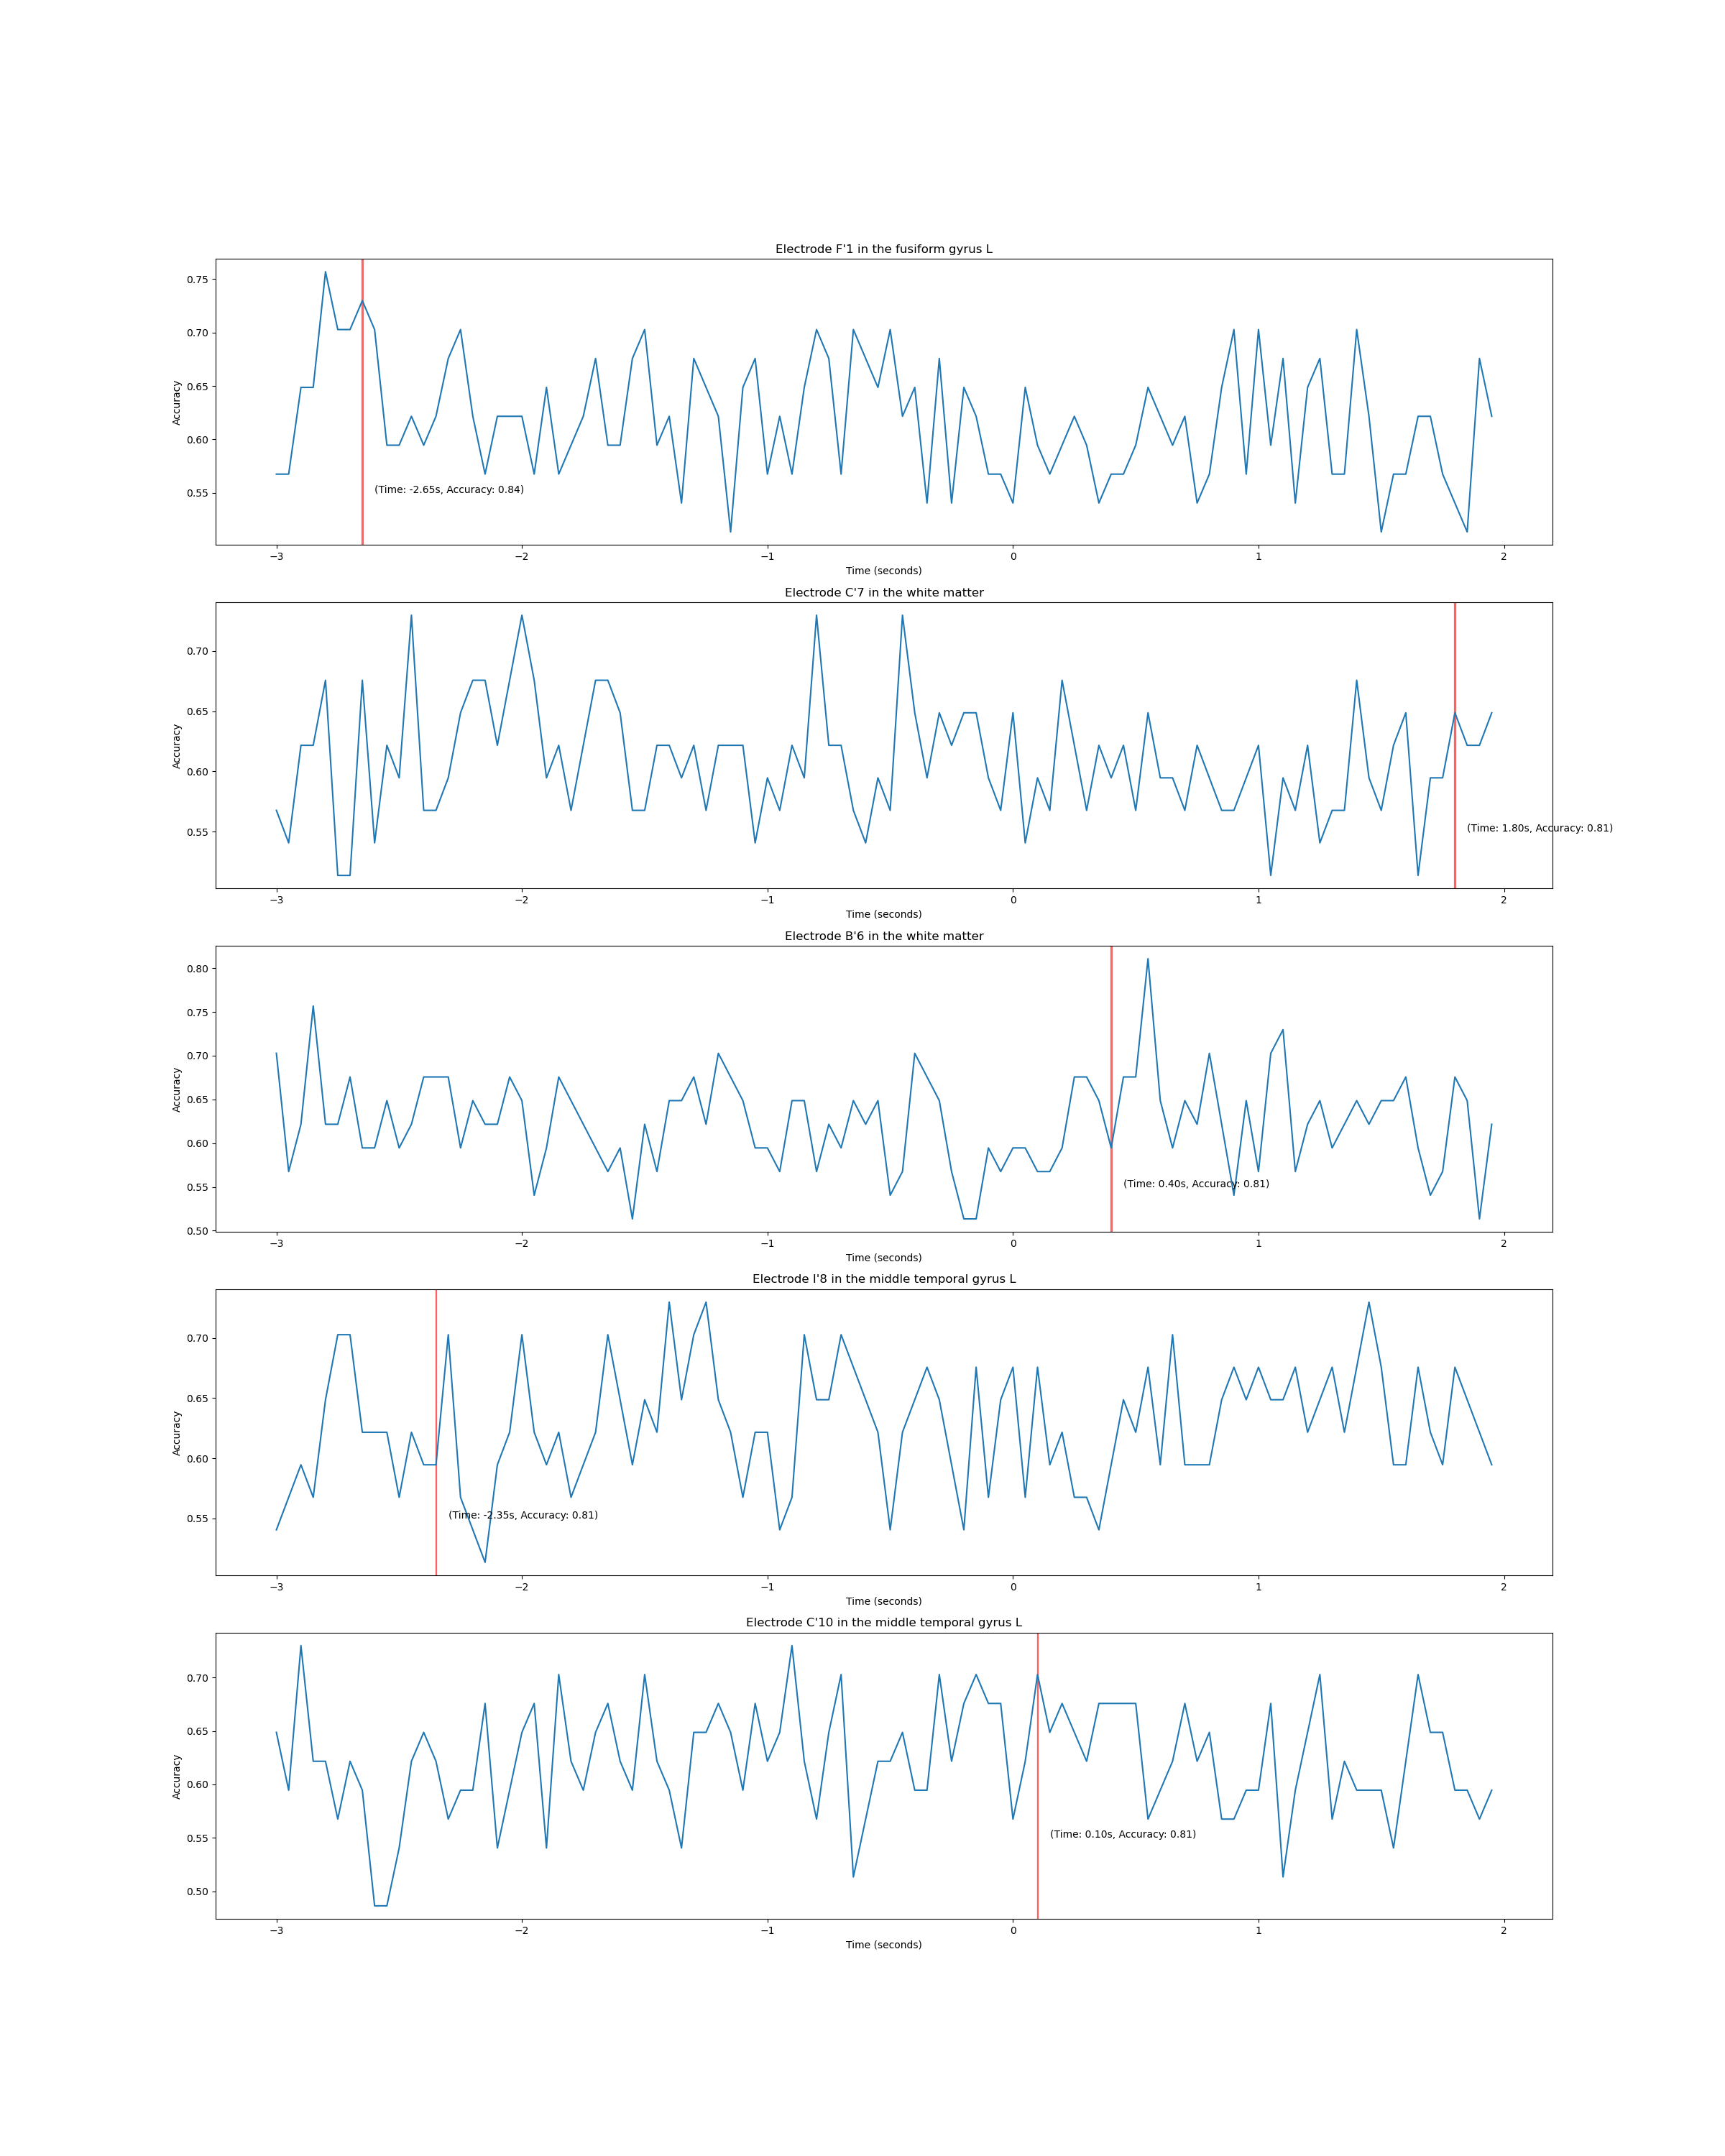 Electrode F'1 in the fusiform gyrus L
Accuracy
0.75
0.70
0.65
0.60
0.55
(Time: -2.65s, Accuracy: 0.84)
−3 −2 −1 0 1 2
Time (seconds)
Electrode C'7 in the white matter
Accuracy
0.70
0.65
0.60
0.55
(Time: 1.80s, Accuracy: 0.81)
−3 −2 −1 0 1 2
Time (seconds)
Electrode B'6 in the white matter
Accuracy
0.80
0.75
0.70
0.65
0.60
0.55
0.50
(Time: 0.40s, Accuracy: 0.81)
−3 −2 −1 0 1 2
Time (seconds)
Electrode I'8 in the middle temporal gyrus L
Accuracy
0.70
0.65
0.60
0.55
(Time: -2.35s, Accuracy: 0.81)
−3 −2 −1 0 1 2
Time (seconds)
Electrode C'10 in the middle temporal gyrus L
Accuracy
0.70
0.65
0.60
0.55
0.50
(Time: 0.10s, Accuracy: 0.81)
−3 −2 −1 0 1 2
Time (seconds)